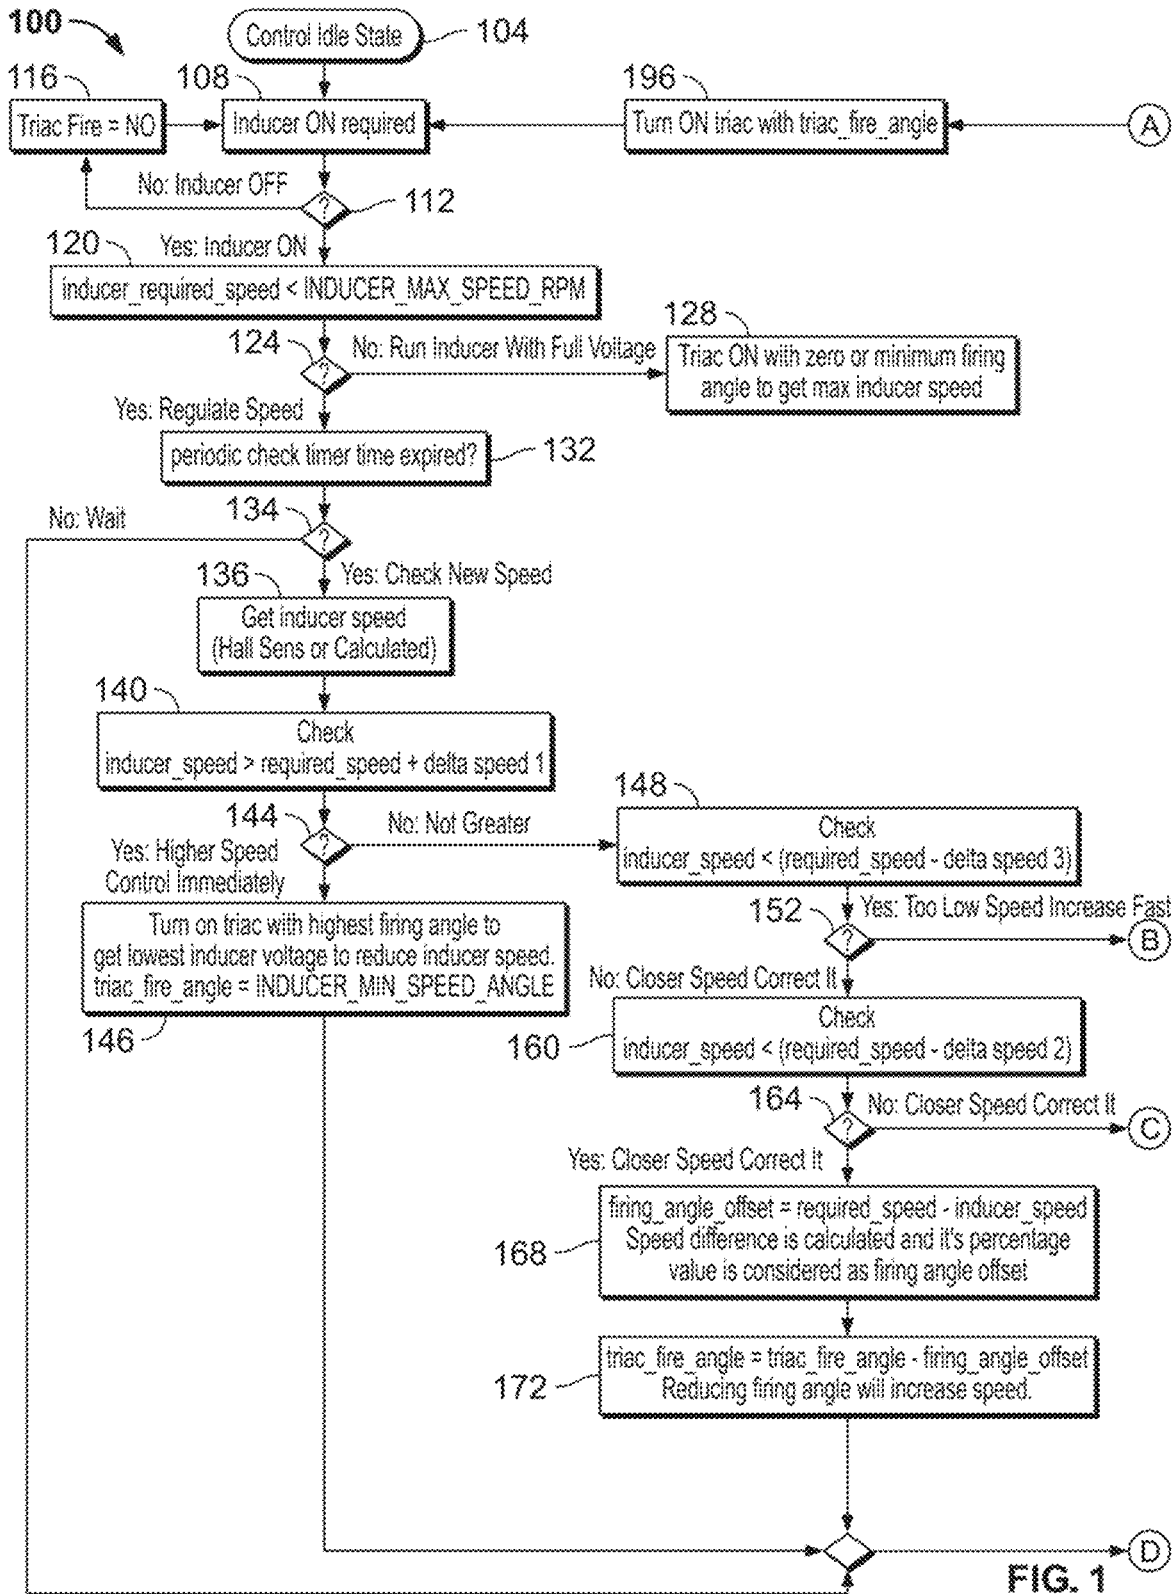 100
Control Idle State
104
116
108
196
Triac Fire = NO
Inducer ON required
Turn ON triac with triac_fire_angle
A
No: Inducer OFF
?
112
120
Yes: Inducer ON
inducer_required_speed < INDUCER_MAX_SPEED_RPM
124
?
No: Run Inducer With Full Voltage
128
Triac ON with zero or minimum firing
angle to get max inducer speed
Yes: Regulate Speed
periodic check timer time expired?
132
No: Wait
134
?
136
Yes: Check New Speed
Get inducer speed
(Hall Sens or Calculated)
140
Check
inducer_speed > required_speed + delta speed 1
144
?
No: Not Greater
148
Check
inducer_speed < (required_speed - delta speed 3)
Yes: Higher Speed
Control Immediately
Turn on triac with highest firing angle to
get lowest inducer voltage to reduce inducer speed.
triac_fire_angle = INDUCER_MIN_SPEED_ANGLE
146
152
Yes: Too Low Speed Increase Fast
?
B
No: Closer Speed Correct It
160
Check
inducer_speed < (required_speed - delta speed 2)
164
No: Closer Speed Correct It
?
C
Yes: Closer Speed Correct It
168
firing_angle_offset = required_speed - inducer_speed
Speed difference is calculated and it's percentage
value is considered as firing angle offset
172
triac_fire_angle = triac_fire_angle - firing_angle_offset
Reducing firing angle will increase speed.
D
FIG. 1